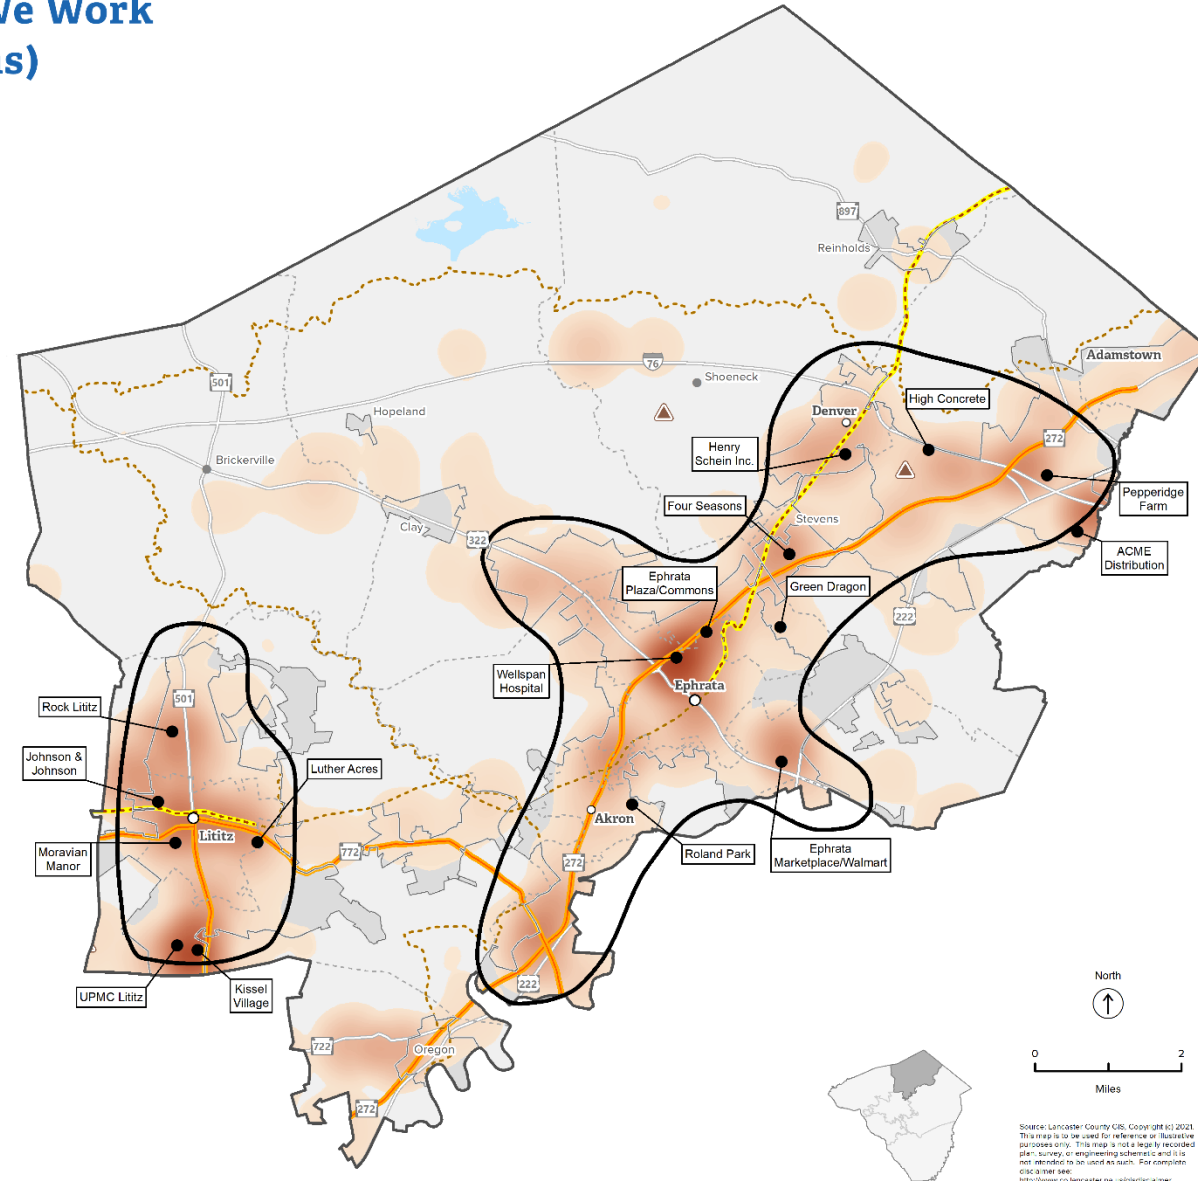 We Work
s)
897
Reinholds
501
76
Shoeneck
Adamstown
Hopeland
High Concrete
Denver
272
Henry
Schein Inc.
Brickerville
Pepperidge
Farm
Four Seasons
Stevens
Clay
322
ACME
Distribution
Ephrata
Plaza/Commons
Green Dragon
222
Wellspan
Hospital
Ephrata
501
Rock Lititz
Johnson &
Johnson
Luther Acres
Lititz
Akron
Moravian
Manor
772
Roland Park
Ephrata
Marketplace/Walmart
272
UPMC Lititz
Kissel
Village
222
North
722
Oregon
0 2
Miles
272
Source: Lancaster County GIS, Copyright (c) 2021.
This map is to be used for reference or illustrative
purposes only. This map is not a legally recorded
plan, survey, or engineering schematic and it is
not intended to be used as such. For complete
disclaimer see: